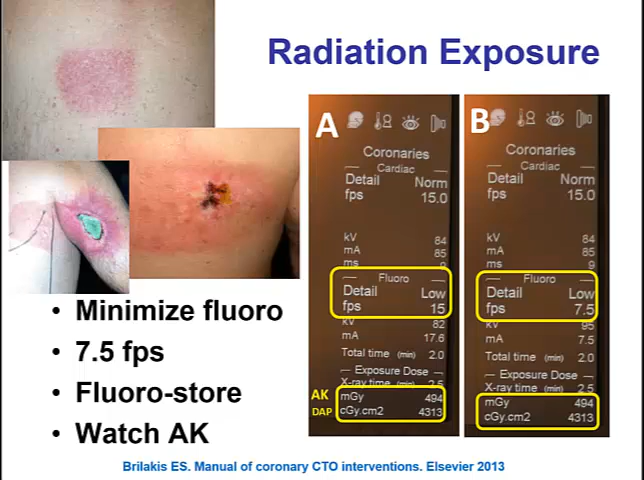 Radiation Exposure
A
Coronaries
Cardiac
Detail Norm
fps 15.0
kV 84
mA 85
ms 9
Fluoro
Detail Low
fps 15
kV 82
mA 17.6
Total time (min) 2.0
Exposure Dose
X-ray time (min) 2.5
AK mGy 494
DAP cGy.cm2 4313
B
Coronaries
Cardiac
Detail Norm
fps 15.0
kV 84
mA 85
ms 9
Fluoro
Detail Low
fps 7.5
kV 95
mA 7.5
Total time (min) 2.0
Exposure Dose
X-ray time (min) 2.5
mGy 494
cGy.cm2 4313
• Minimize fluoro
• 7.5 fps
• Fluoro-store
• Watch AK
Brilakis ES. Manual of coronary CTO interventions. Elsevier 2013